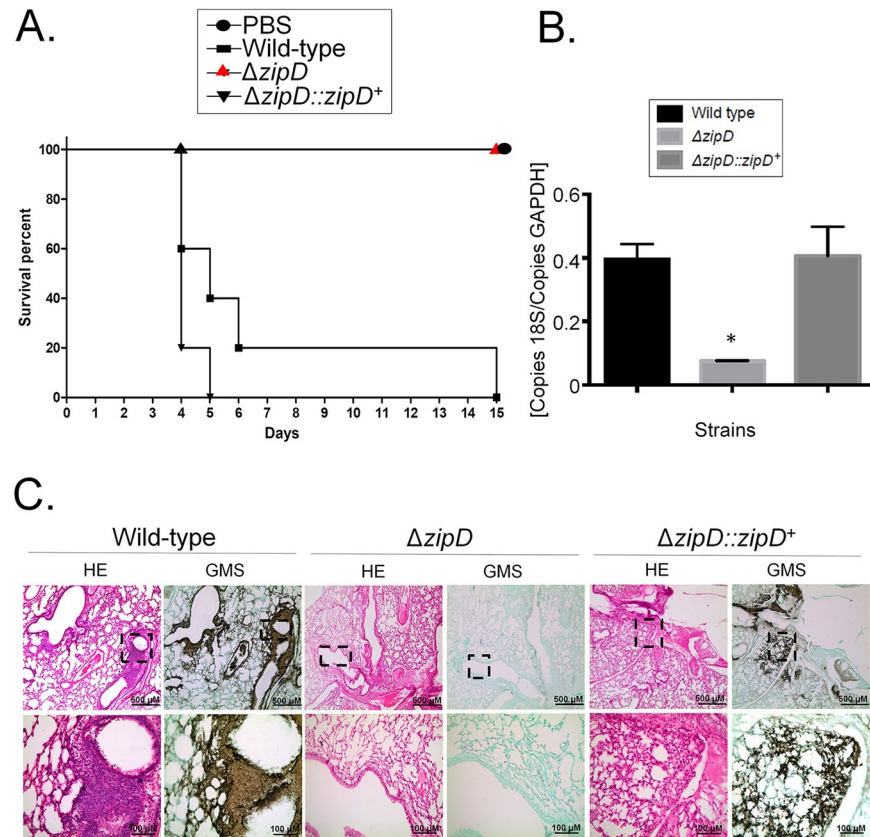 A.
PBS
Wild-type
ΔzipD
ΔzipD::zipD+
Survival percent
100
80
60
40
20
0
0 1 2 3 4 5 6 7 8 9 10 11 12 13 14 15
Days
B.
Wild type
ΔzipD
ΔzipD::zipD+
[Copies 18S/Copies GAPDH]
0.6
0.4
0.2
0
*
Strains
C.
Wild-type ΔzipD ΔzipD::zipD+
HE GMS HE GMS HE GMS
500 µM 500 µM 500 µM 500 µM 500 µM 500 µM
100 µM 100 µM 100 µM 100 µM 100 µM 100 µM